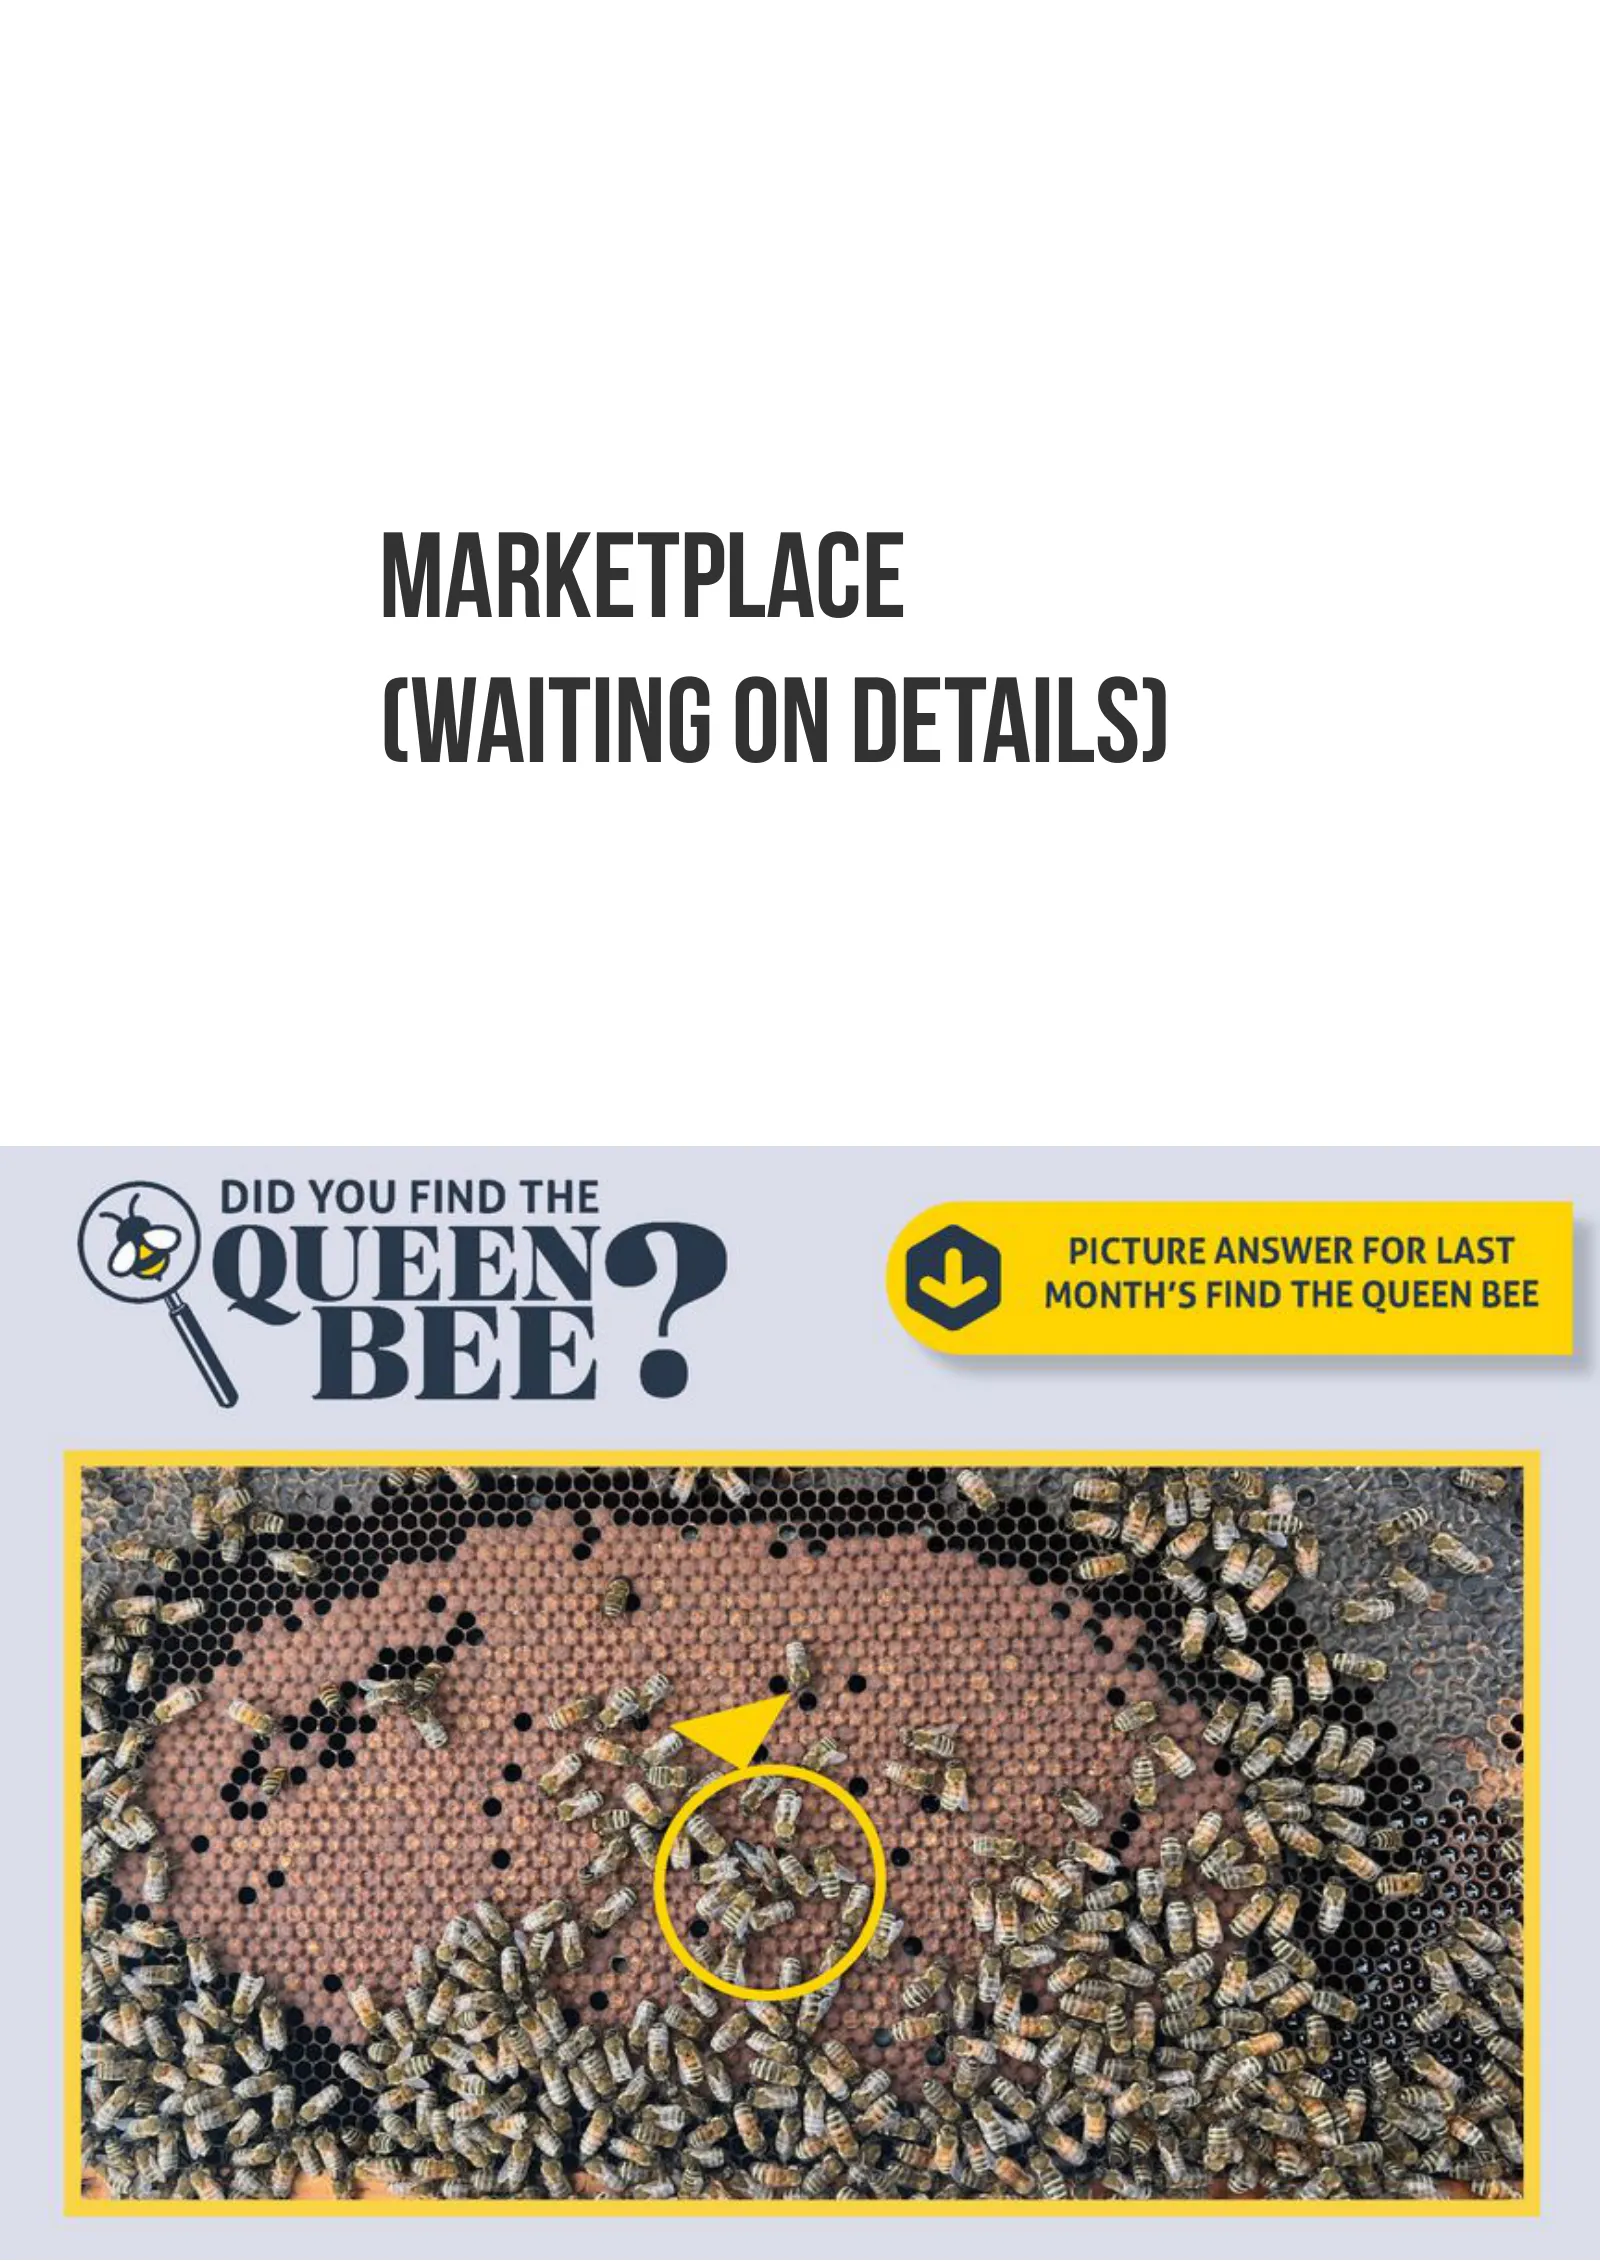 MARKETPLACE
(WAITING ON DETAILS)
DID YOU FIND THE
QUEEN
BEE?
PICTURE ANSWER FOR LAST
MONTH'S FIND THE QUEEN BEE